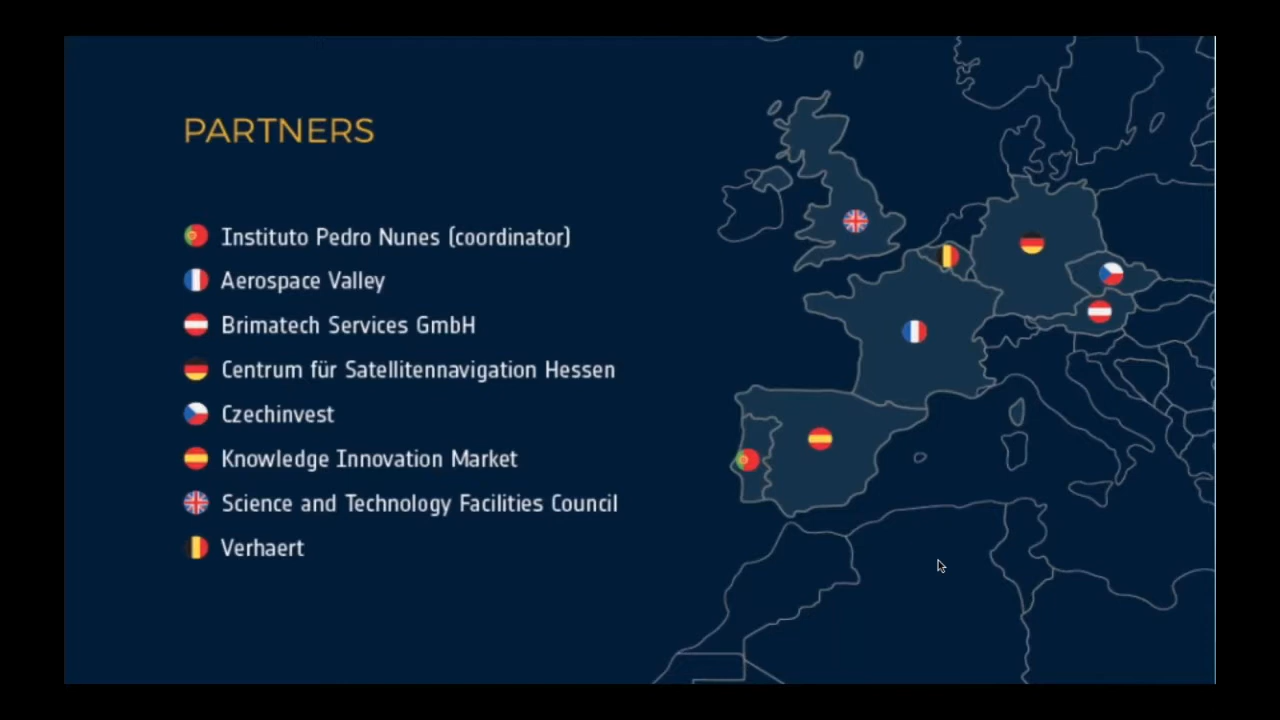 PARTNERS
Instituto Pedro Nunes (coordinator)
Aerospace Valley
Brimatech Services GmbH
Centrum für Satellitennavigation Hessen
Czechinvest
Knowledge Innovation Market
Science and Technology Facilities Council
Verhaert